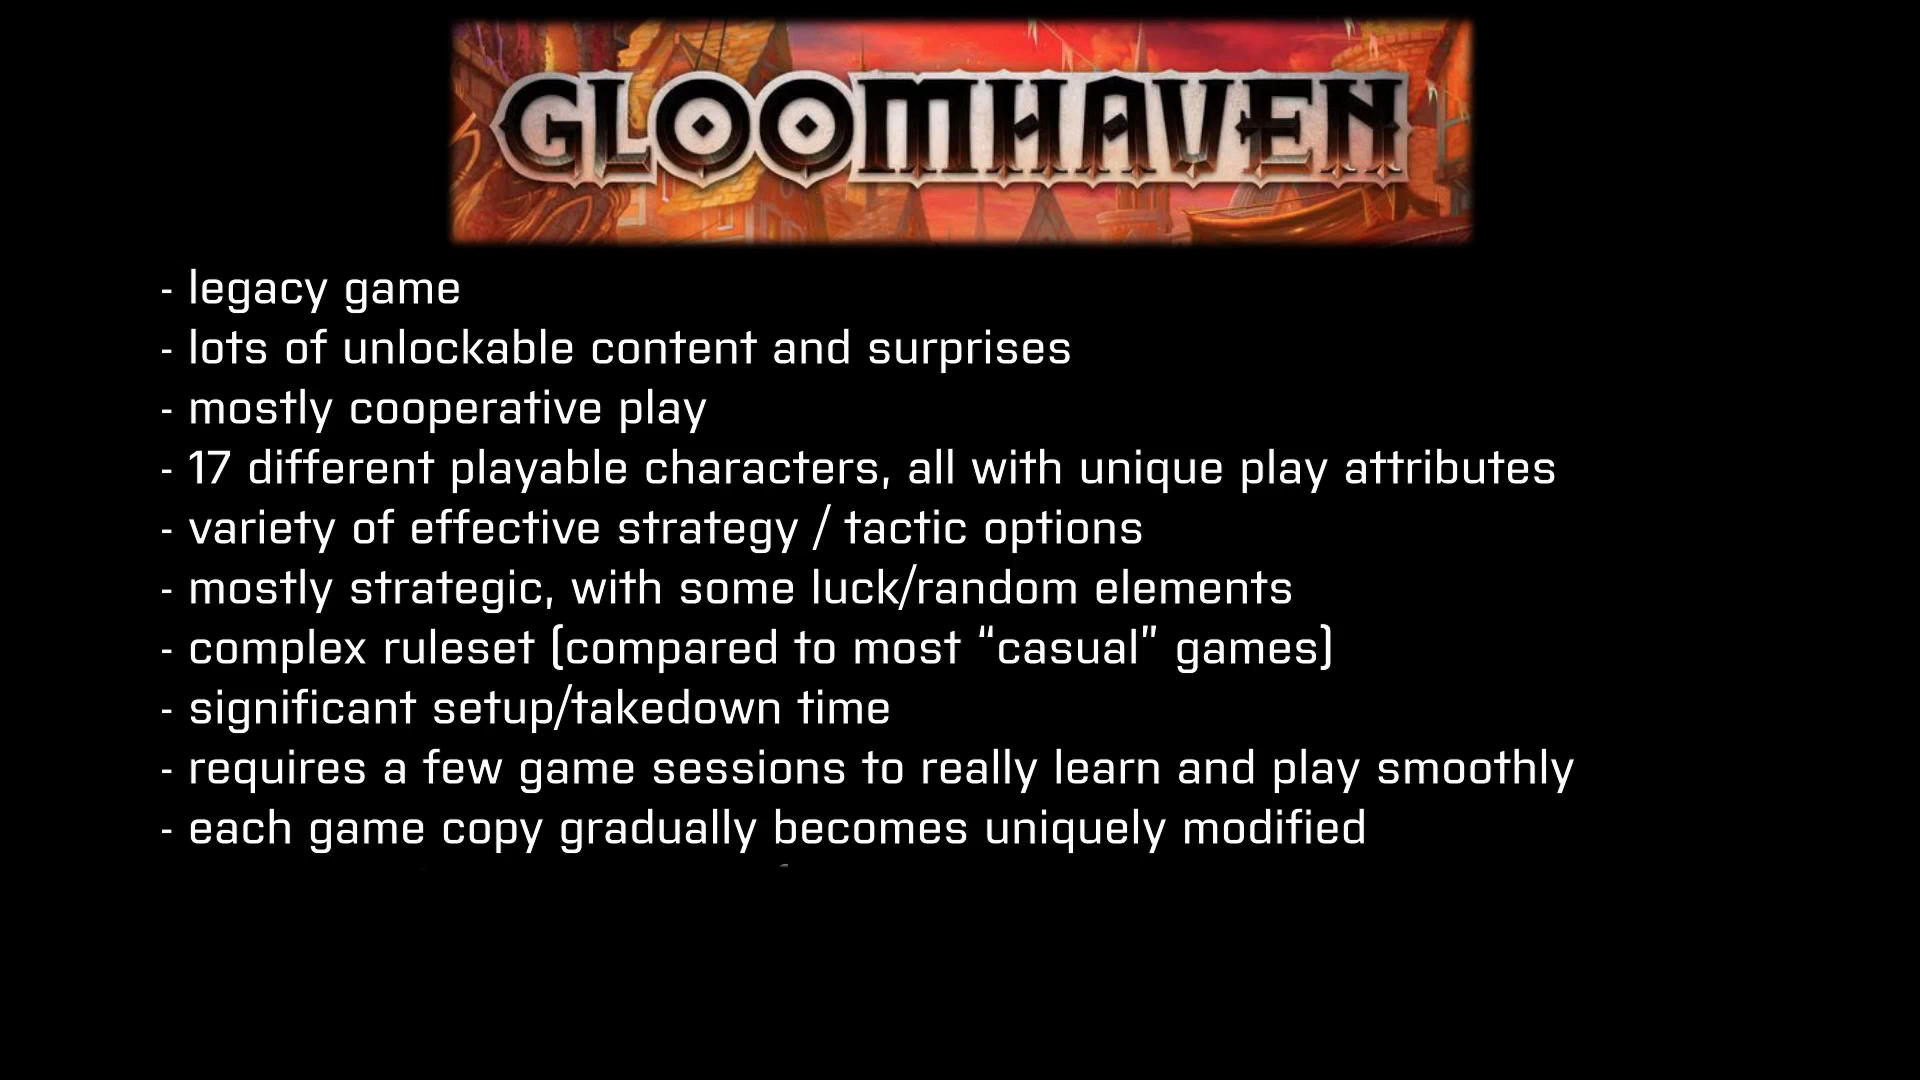 GLOOMHAVEN
- legacy game
- lots of unlockable content and surprises
- mostly cooperative play
- 17 different playable characters, all with unique play attributes
- variety of effective strategy / tactic options
- mostly strategic, with some luck/random elements
- complex ruleset (compared to most “casual” games)
- significant setup/takedown time
- requires a few game sessions to really learn and play smoothly
- each game copy gradually becomes uniquely modified